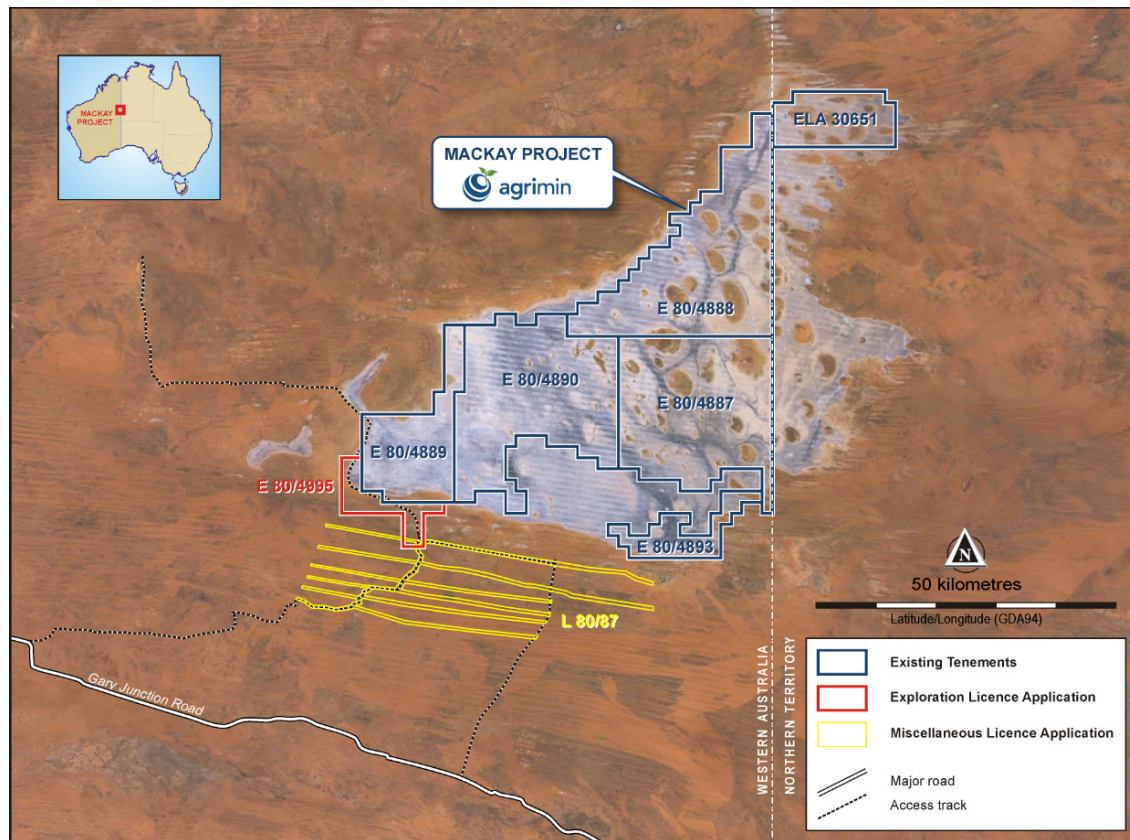 MACKAY
PROJECT
MACKAY PROJECT
agrimin
ELA 30651
E 80/4888
E 80/4890
E 80/4887
E 80/4889
E 80/4995
E 80/4893
L 80/87
Gary Junction Road
WESTERN AUSTRALIA
NORTHERN TERRITORY
N
50 kilometres
Latitude/Longitude (GDA94)
Existing Tenements
Exploration Licence Application
Miscellaneous Licence Application
Major road
Access track